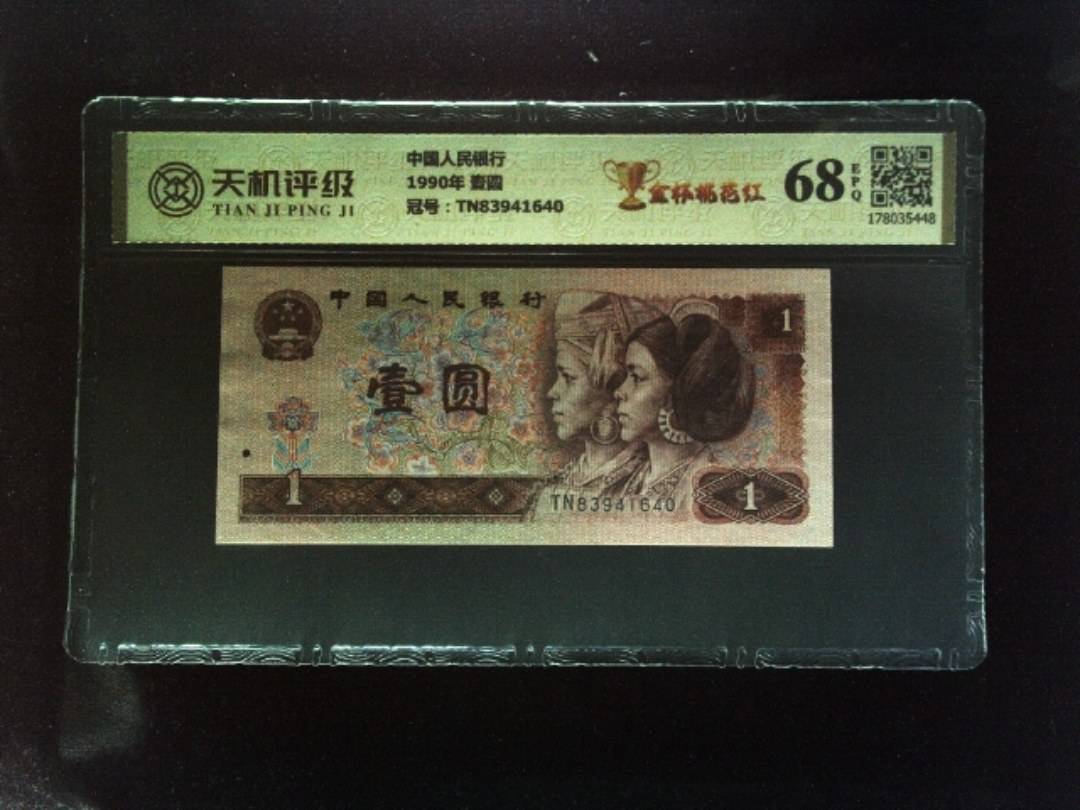 天机评级
TIAN JI PING JI
中国人民银行
1990年 壹圆
冠号：TN83941640
金杯桃花红
68
EPQ
178035448
中国人民银行
1
壹圆
1
TN83941640
1